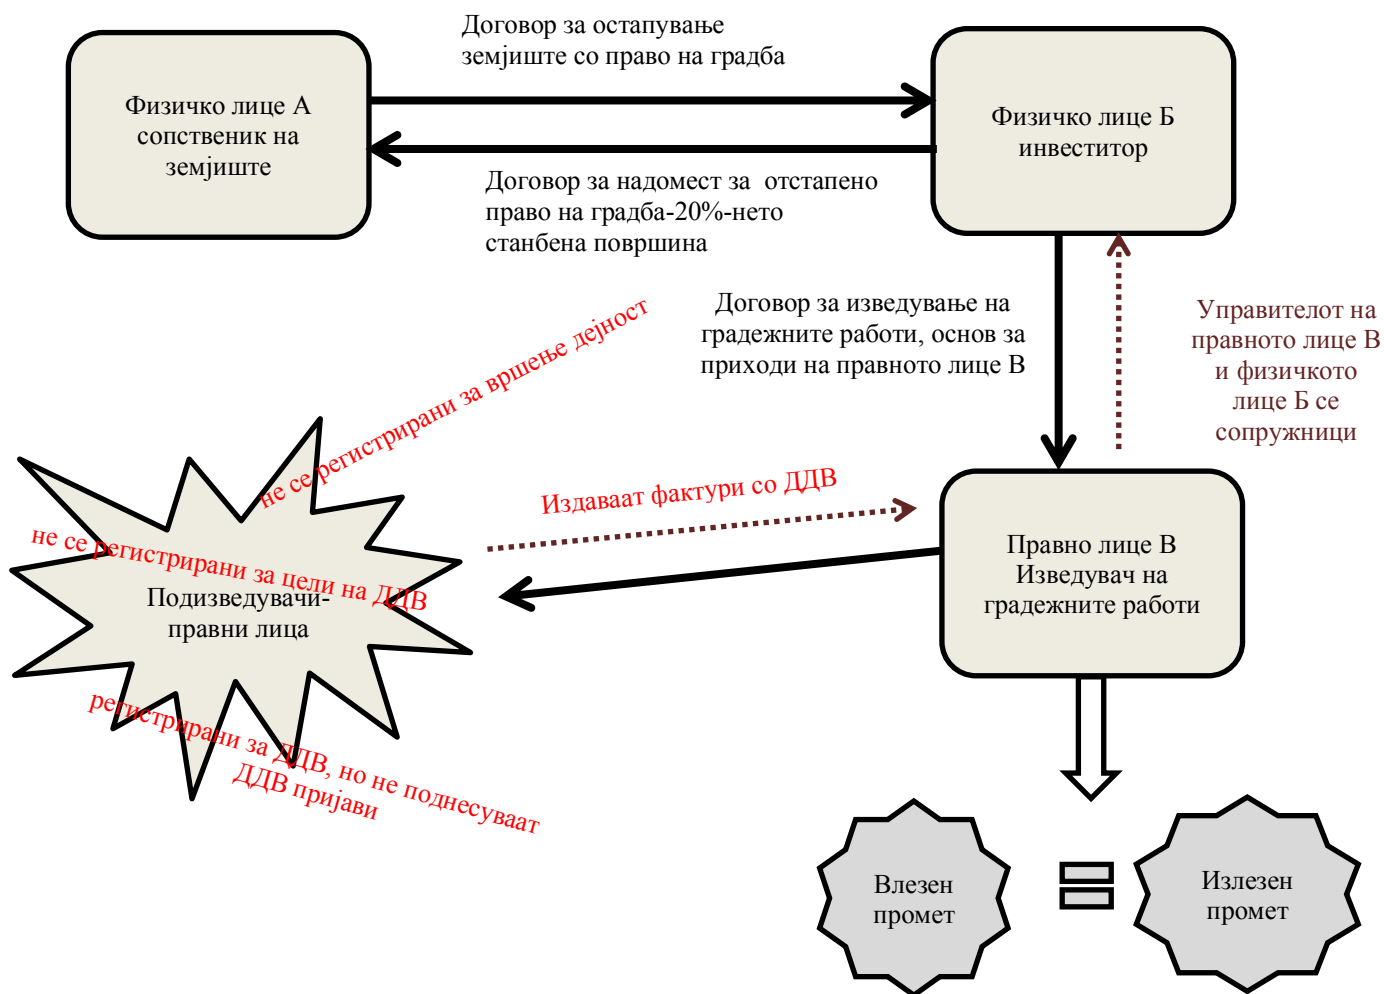 Договор за остапување
земјиште со право на градба
Физичко лице А
сопственик на
земјиште
Физичко лице Б
инвеститор
Договор за надомест за отстапено
право на градба-20%-нето
станбена површина
Договор за изведување на
градежните работи, основ за
приходи на правното лице В
Управителот на
правното лице В
и физичкото
лице Б се
сопружници
не се регистрирани за вршење дејност
Издаваат фактури со ДДВ
не се регистрирани за цели на ДДВ
Подизведувачи-
правни лица
Правно лице В
Изведувач на
градежните работи
регистрирани за ДДВ, но не поднесуваат
ДДВ пријави
Влезен
промет
Излезен
промет